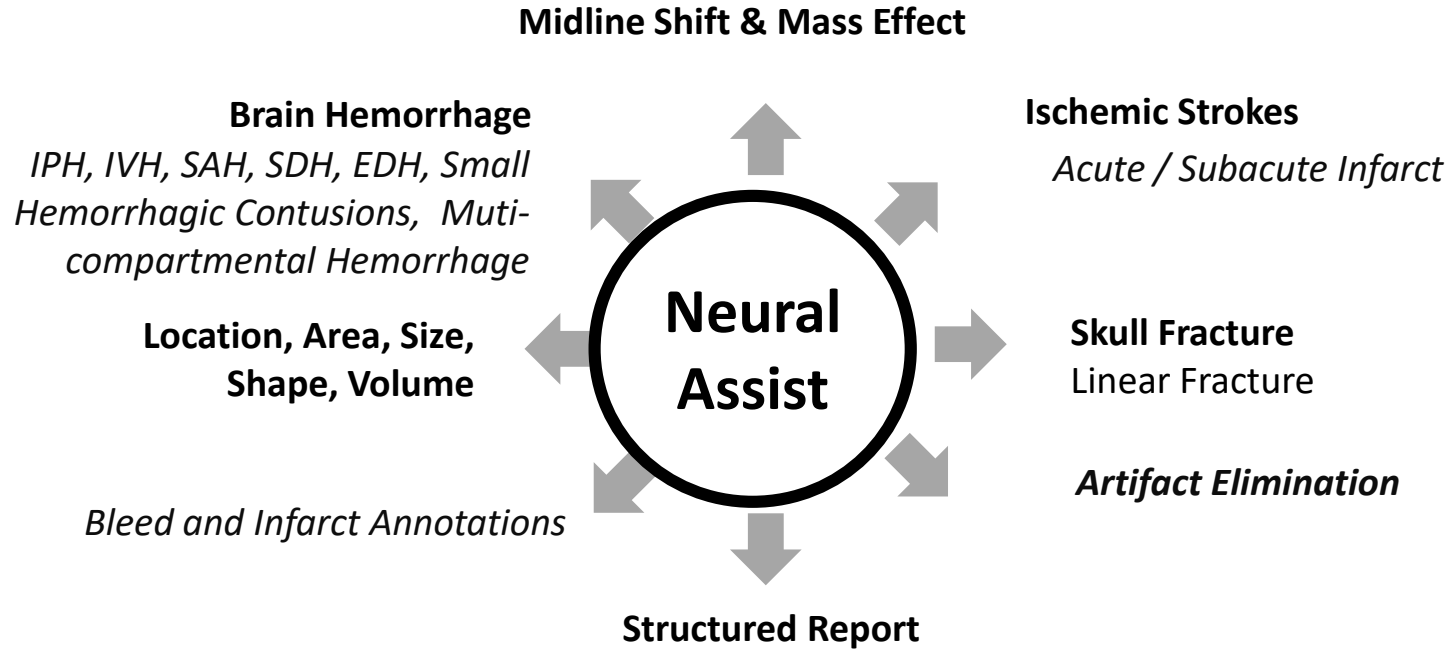 Midline Shift & Mass Effect
Brain Hemorrhage
IPH, IVH, SAH, SDH, EDH, Small
Hemorrhagic Contusions, Muti-
compartmental Hemorrhage
Ischemic Strokes
Acute / Subacute Infarct
Neural
Assist
Location, Area, Size,
Shape, Volume
Skull Fracture
Linear Fracture
Artifact Elimination
Bleed and Infarct Annotations
Structured Report